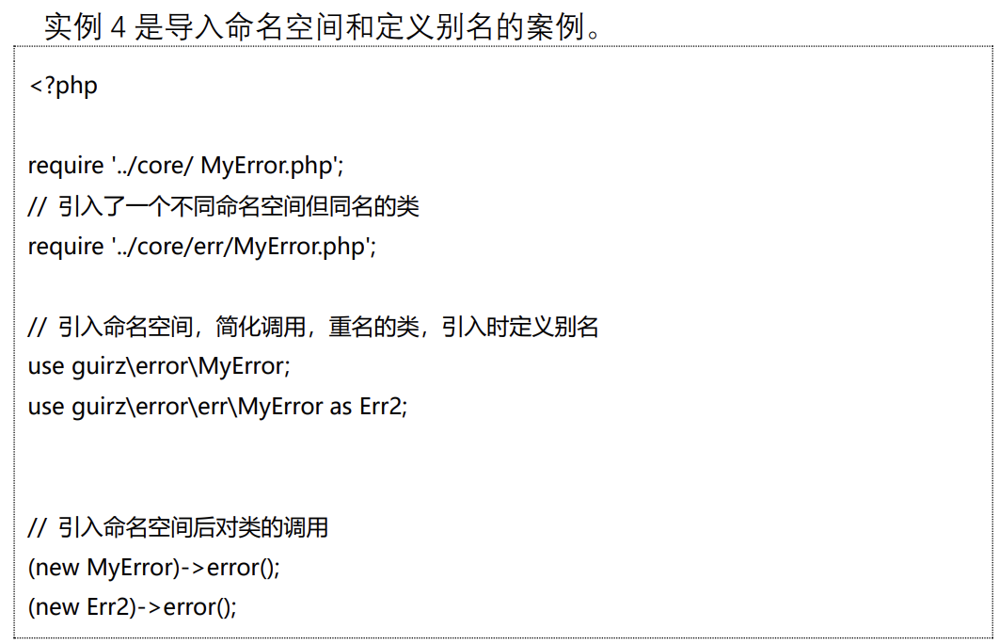 实例 4 是导入命名空间和定义别名的案例。
<?php
require '../core/ MyError.php';
// 引入了一个不同命名空间但同名的类
require '../core/err/MyError.php';
// 引入命名空间，简化调用，重名的类，引入时定义别名
use guirz\error\MyError;
use guirz\error\err\MyError as Err2;
// 引入命名空间后对类的调用
(new MyError)->error();
(new Err2)->error();